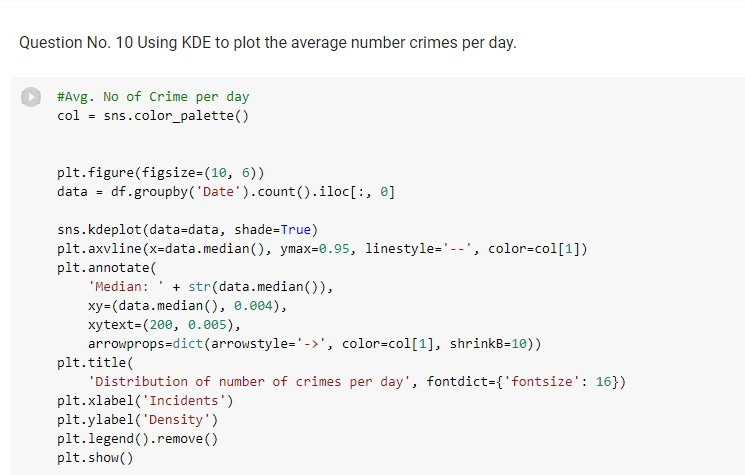 Question No. 10 Using KDE to plot the average number crimes per day.
#Avg. No of Crime per day
col = sns.color_palette()
plt.figure(figsize=(10, 6))
data = df.groupby('Date').count().iloc[:, 0]
sns.kdeplot(data=data, shade=True)
plt.axvline(x=data.median(), ymax=0.95, linestyle='--', color=col[1])
plt.annotate(
    'Median: ' + str(data.median()),
    xy=(data.median(), 0.004),
    xytext=(200, 0.005),
    arrowprops=dict(arrowstyle='->', color=col[1], shrinkB=10))
plt.title(
    'Distribution of number of crimes per day', fontdict={'fontsize': 16})
plt.xlabel('Incidents')
plt.ylabel('Density')
plt.legend().remove()
plt.show()